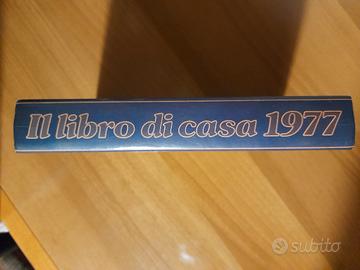 Il libro di casa 1977
subito